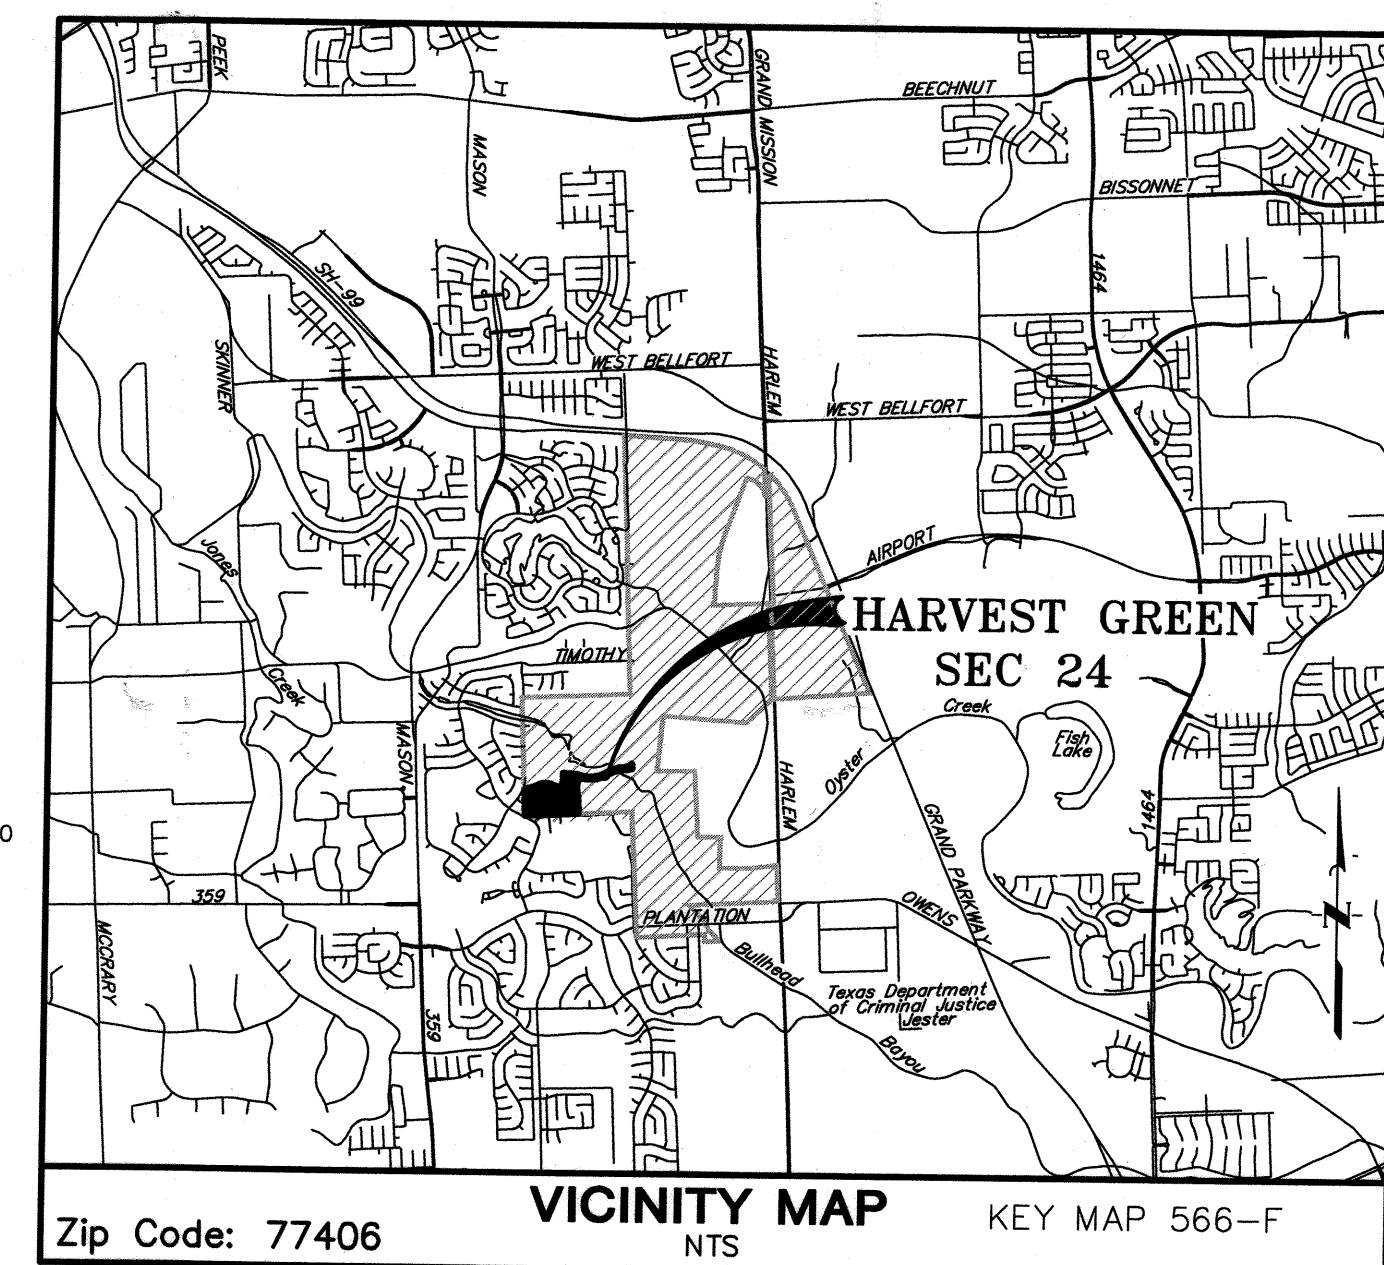 PEEK
GRAND MISSION
BEECHNUT
MASON
BISSONNET
SH-99
1464
SKINNER
WEST BELLFORT
HARLEM
WEST BELLFORT
AIRPORT
Jones
Creek
HARVEST GREEN
SEC 24
TIMOTHY
Creek
Fish
Lake
MASON
Oyster
HARLEM
GRAND PARKWAY
1464
0
359
PLANTATION
OWENS
N
MCCRARY
Bullhead
Bayou
Texas Department
of Criminal Justice
Jester
359
VICINITY MAP
NTS
Zip Code: 77406
KEY MAP 566-F